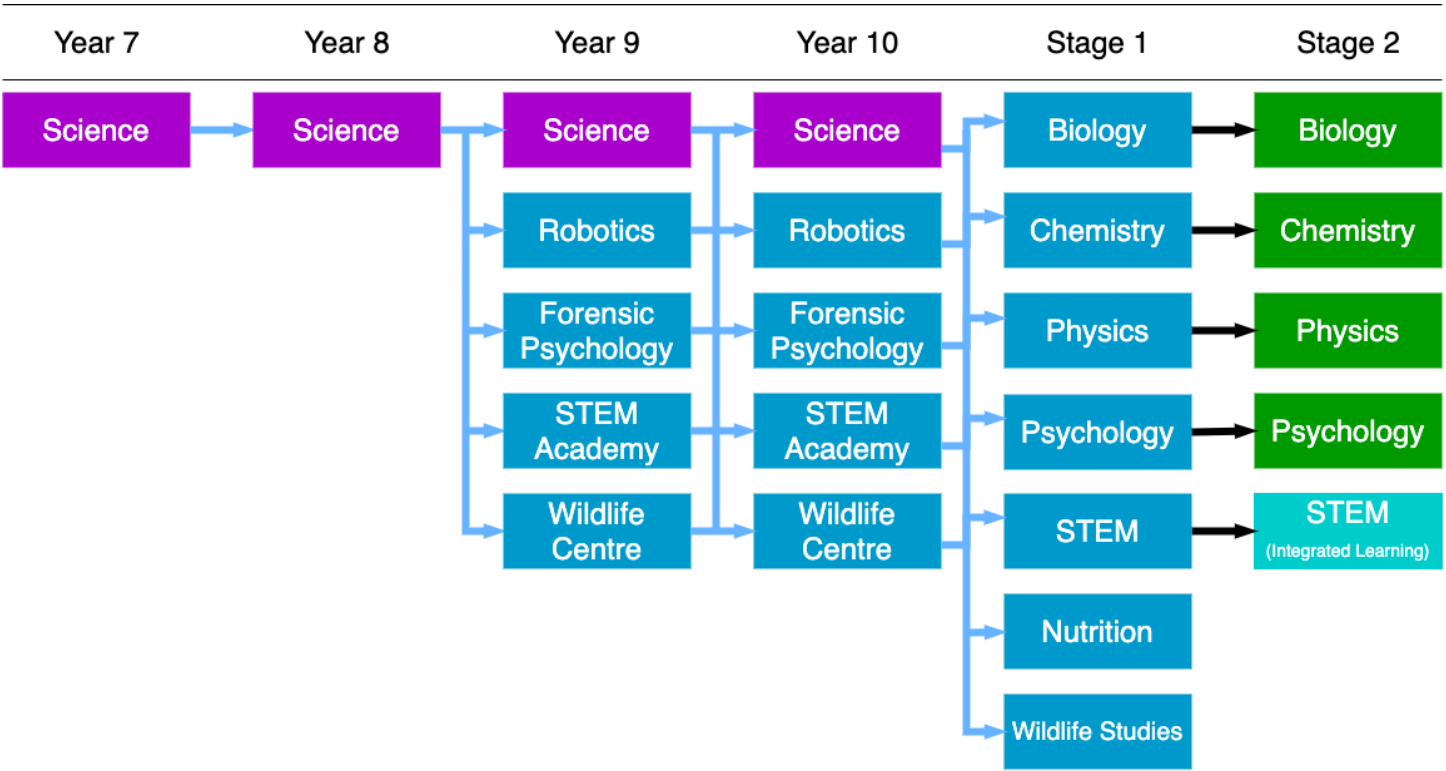 Year 7 Year 8 Year 9 Year 10 Stage 1 Stage 2
Science Science Science Science Biology Biology
Robotics Robotics Chemistry Chemistry
Forensic
Psychology
Forensic
Psychology
Physics Physics
STEM
Academy
STEM
Academy
Psychology Psychology
Wildlife
Centre
Wildlife
Centre
STEM
STEM
(Integrated Learning)
Nutrition
Wildlife Studies